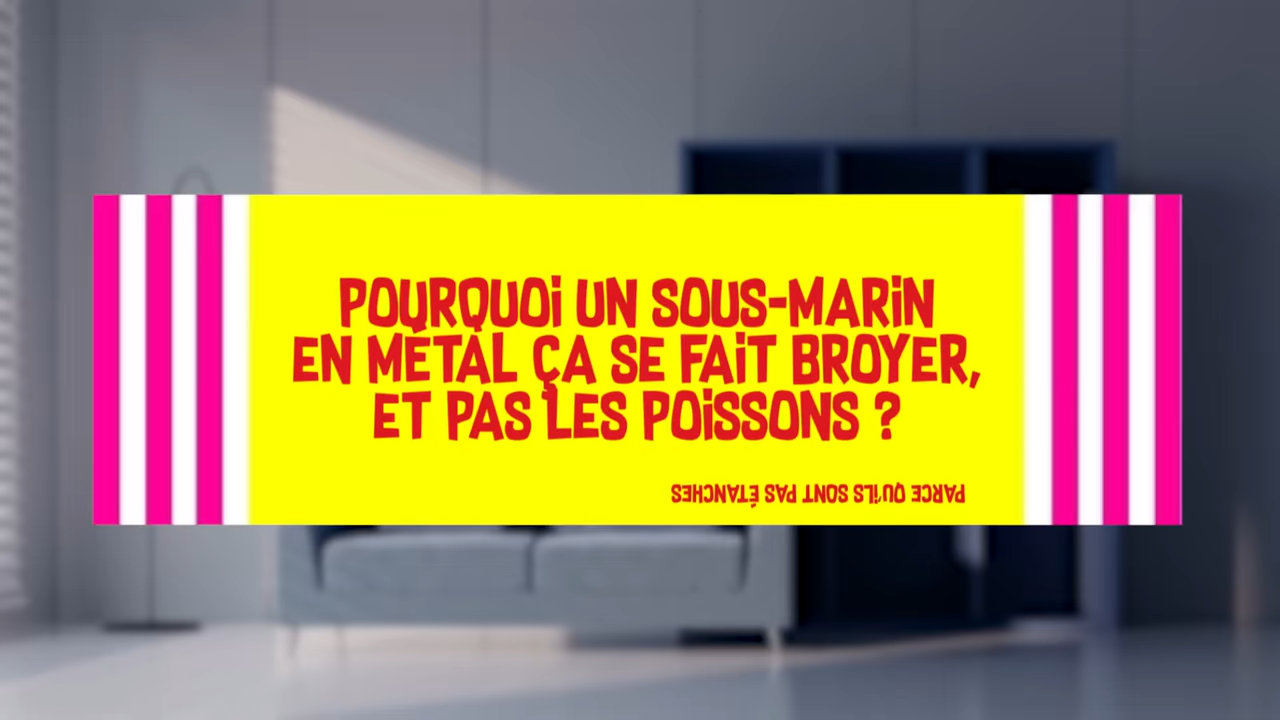 POURQUOI UN SOUS-MARIN
EN MÉTAL ÇA SE FAIT BROYER,
ET PAS LES POISSONS ?
PARCE QU'ILS SONT PAS ÉTANCHES